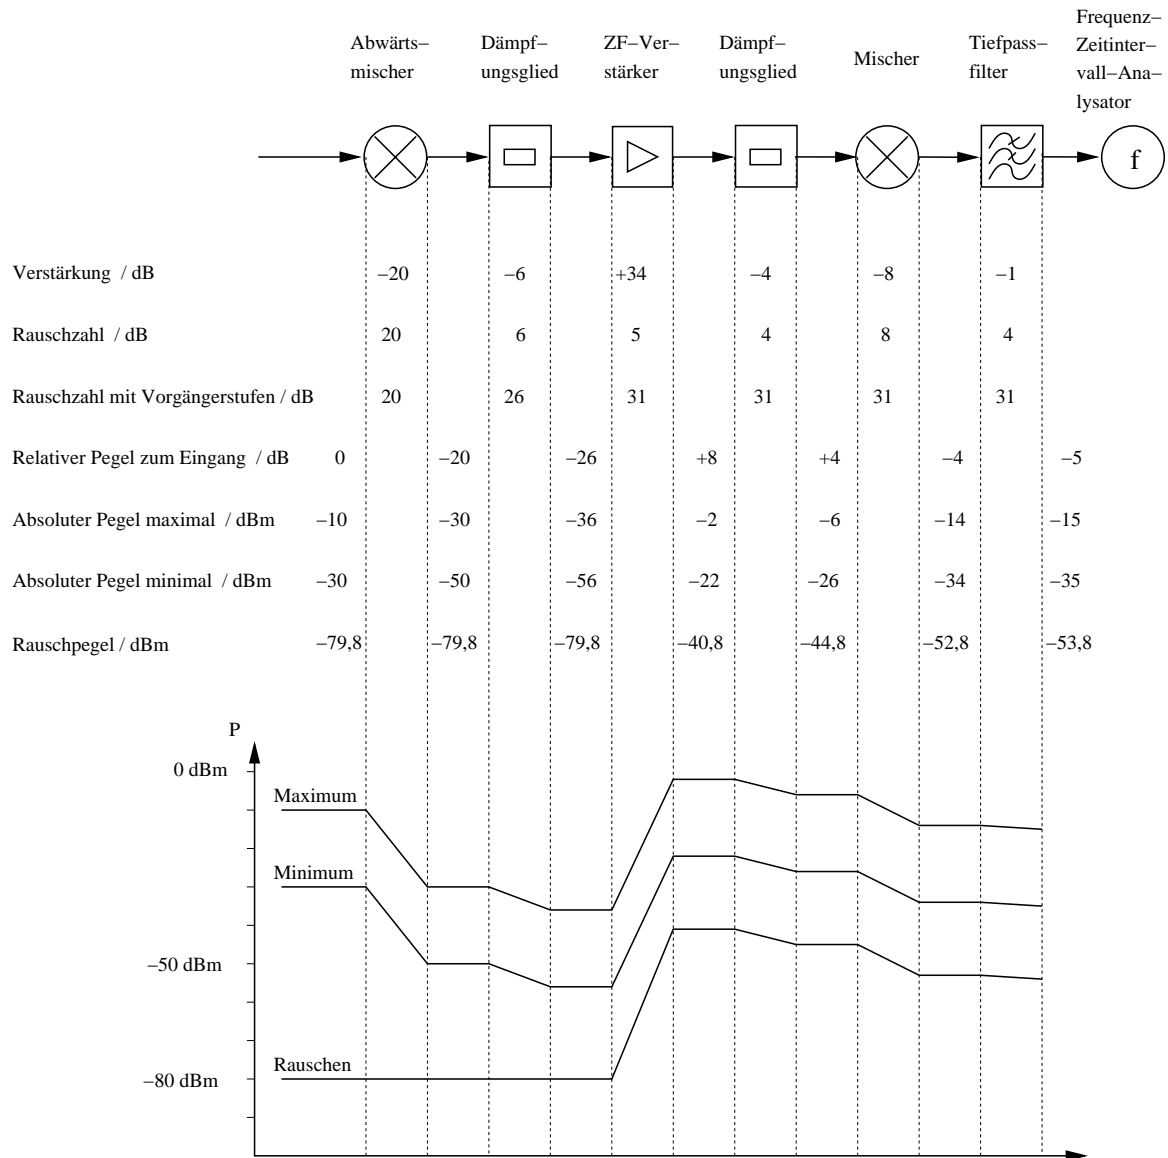 Frequenz–
Abwärts– Dämpf– ZF–Ver– Dämpf– Mischer Tiefpass– Zeitinter–
mischer ungsglied stärker ungsglied filter vall–Ana–
lysator
f
Verstärkung / dB –20 –6 +34 –4 –8 –1
Rauschzahl / dB 20 6 5 4 8 4
Rauschzahl mit Vorgängerstufen / dB 20 26 31 31 31 31
Relativer Pegel zum Eingang / dB 0 –20 –26 +8 +4 –4 –5
Absoluter Pegel maximal / dBm –10 –30 –36 –2 –6 –14 –15
Absoluter Pegel minimal / dBm –30 –50 –56 –22 –26 –34 –35
Rauschpegel / dBm –79,8 –79,8 –79,8 –40,8 –44,8 –52,8 –53,8
P
0 dBm
Maximum
Minimum
–50 dBm
Rauschen
–80 dBm